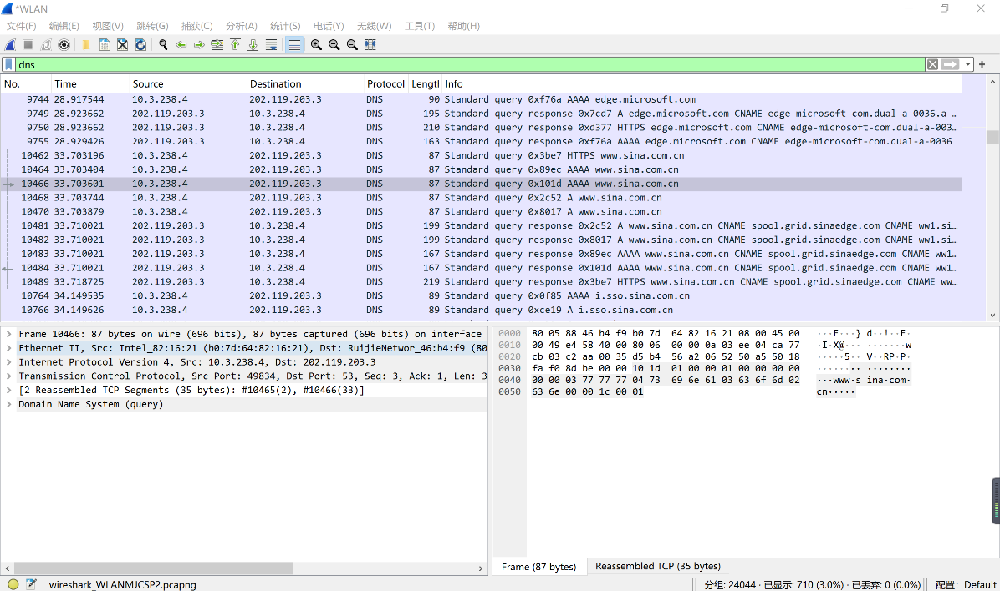 *WLAN
文件(F) 编辑(E) 视图(V) 跳转(G) 捕获(C) 分析(A) 统计(S) 电话(Y) 无线(W) 工具(T) 帮助(H)
dns
No. Time Source Destination Protocol Lengtl Info
9744 28.917544 10.3.238.4 202.119.203.3 DNS 90 Standard query 0xf76a AAAA edge.microsoft.com
9749 28.923662 202.119.203.3 10.3.238.4 DNS 195 Standard query response 0x7cd7 A edge.microsoft.com CNAME edge-microsoft-com.dual-a-0036.a-…
9750 28.923662 202.119.203.3 10.3.238.4 DNS 210 Standard query response 0xd377 HTTPS edge.microsoft.com CNAME edge-microsoft-com.dual-a-003…
9755 28.929426 202.119.203.3 10.3.238.4 DNS 163 Standard query response 0xf76a AAAA edge.microsoft.com CNAME edge-microsoft-com.dual-a-0036…
10462 33.703196 10.3.238.4 202.119.203.3 DNS 87 Standard query 0x3be7 HTTPS www.sina.com.cn
10464 33.703404 10.3.238.4 202.119.203.3 DNS 87 Standard query 0x89ec AAAA www.sina.com.cn
10466 33.703601 10.3.238.4 202.119.203.3 DNS 87 Standard query 0x101d AAAA www.sina.com.cn
10468 33.703744 10.3.238.4 202.119.203.3 DNS 87 Standard query 0x2c52 A www.sina.com.cn
10470 33.703879 10.3.238.4 202.119.203.3 DNS 87 Standard query 0x8017 A www.sina.com.cn
10481 33.710021 202.119.203.3 10.3.238.4 DNS 199 Standard query response 0x2c52 A www.sina.com.cn CNAME spool.grid.sinaedge.com CNAME ww1.si…
10482 33.710021 202.119.203.3 10.3.238.4 DNS 199 Standard query response 0x8017 A www.sina.com.cn CNAME spool.grid.sinaedge.com CNAME ww1.si…
10483 33.710021 202.119.203.3 10.3.238.4 DNS 167 Standard query response 0x89ec AAAA www.sina.com.cn CNAME spool.grid.sinaedge.com CNAME ww1…
10484 33.710021 202.119.203.3 10.3.238.4 DNS 167 Standard query response 0x101d AAAA www.sina.com.cn CNAME spool.grid.sinaedge.com CNAME ww1…
10489 33.718725 202.119.203.3 10.3.238.4 DNS 219 Standard query response 0x3be7 HTTPS www.sina.com.cn CNAME spool.grid.sinaedge.com CNAME ww…
10764 34.149535 10.3.238.4 202.119.203.3 DNS 89 Standard query 0x0f85 AAAA i.sso.sina.com.cn
10766 34.149626 10.3.238.4 202.119.203.3 DNS 89 Standard query 0xce19 A i.sso.sina.com.cn
Frame 10466: 87 bytes on wire (696 bits), 87 bytes captured (696 bits) on interface
Ethernet II, Src: Intel_82:16:21 (b0:7d:64:82:16:21), Dst: RuijieNetwor_46:b4:f9 (80
Internet Protocol Version 4, Src: 10.3.238.4, Dst: 202.119.203.3
Transmission Control Protocol, Src Port: 49834, Dst Port: 53, Seq: 3, Ack: 1, Len: 3
[2 Reassembled TCP Segments (35 bytes): #10465(2), #10466(33)]
Domain Name System (query)
0000 80 05 88 46 b4 f9 b0 7d 64 82 16 21 08 00 45 00 ···F···} d··!··E·
0010 00 49 e4 58 40 00 80 06 00 00 0a 03 ee 04 ca 77 ·I·X@··· ·······w
0020 cb 03 c2 aa 00 35 d5 b4 56 a2 06 52 50 a5 50 18 ·····5·· V··RP·P·
0030 fa f0 8d be 00 00 10 1d 01 00 00 01 00 00 00 00 ········ ········
0040 00 00 03 77 77 77 04 73 69 6e 61 03 63 6f 6d 02 ···www·s ina·com·
0050 63 6e 00 00 1c 00 01 cn·····
Frame (87 bytes) Reassembled TCP (35 bytes)
wireshark_WLANMJCSP2.pcapng 分组: 24044 · 已显示: 710 (3.0%) · 已丢弃: 0 (0.0%) 配置: Default